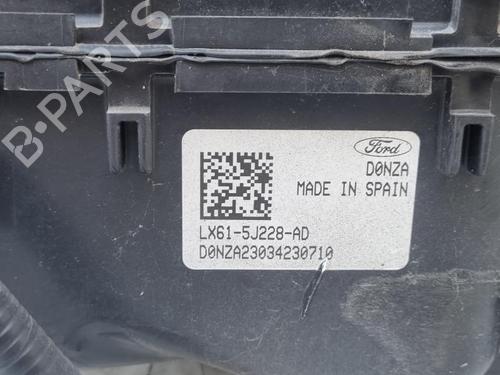 B-PARTS
Ford
D0NZA
MADE IN SPAIN
LX61-5J228-AD
D0NZA23034230710